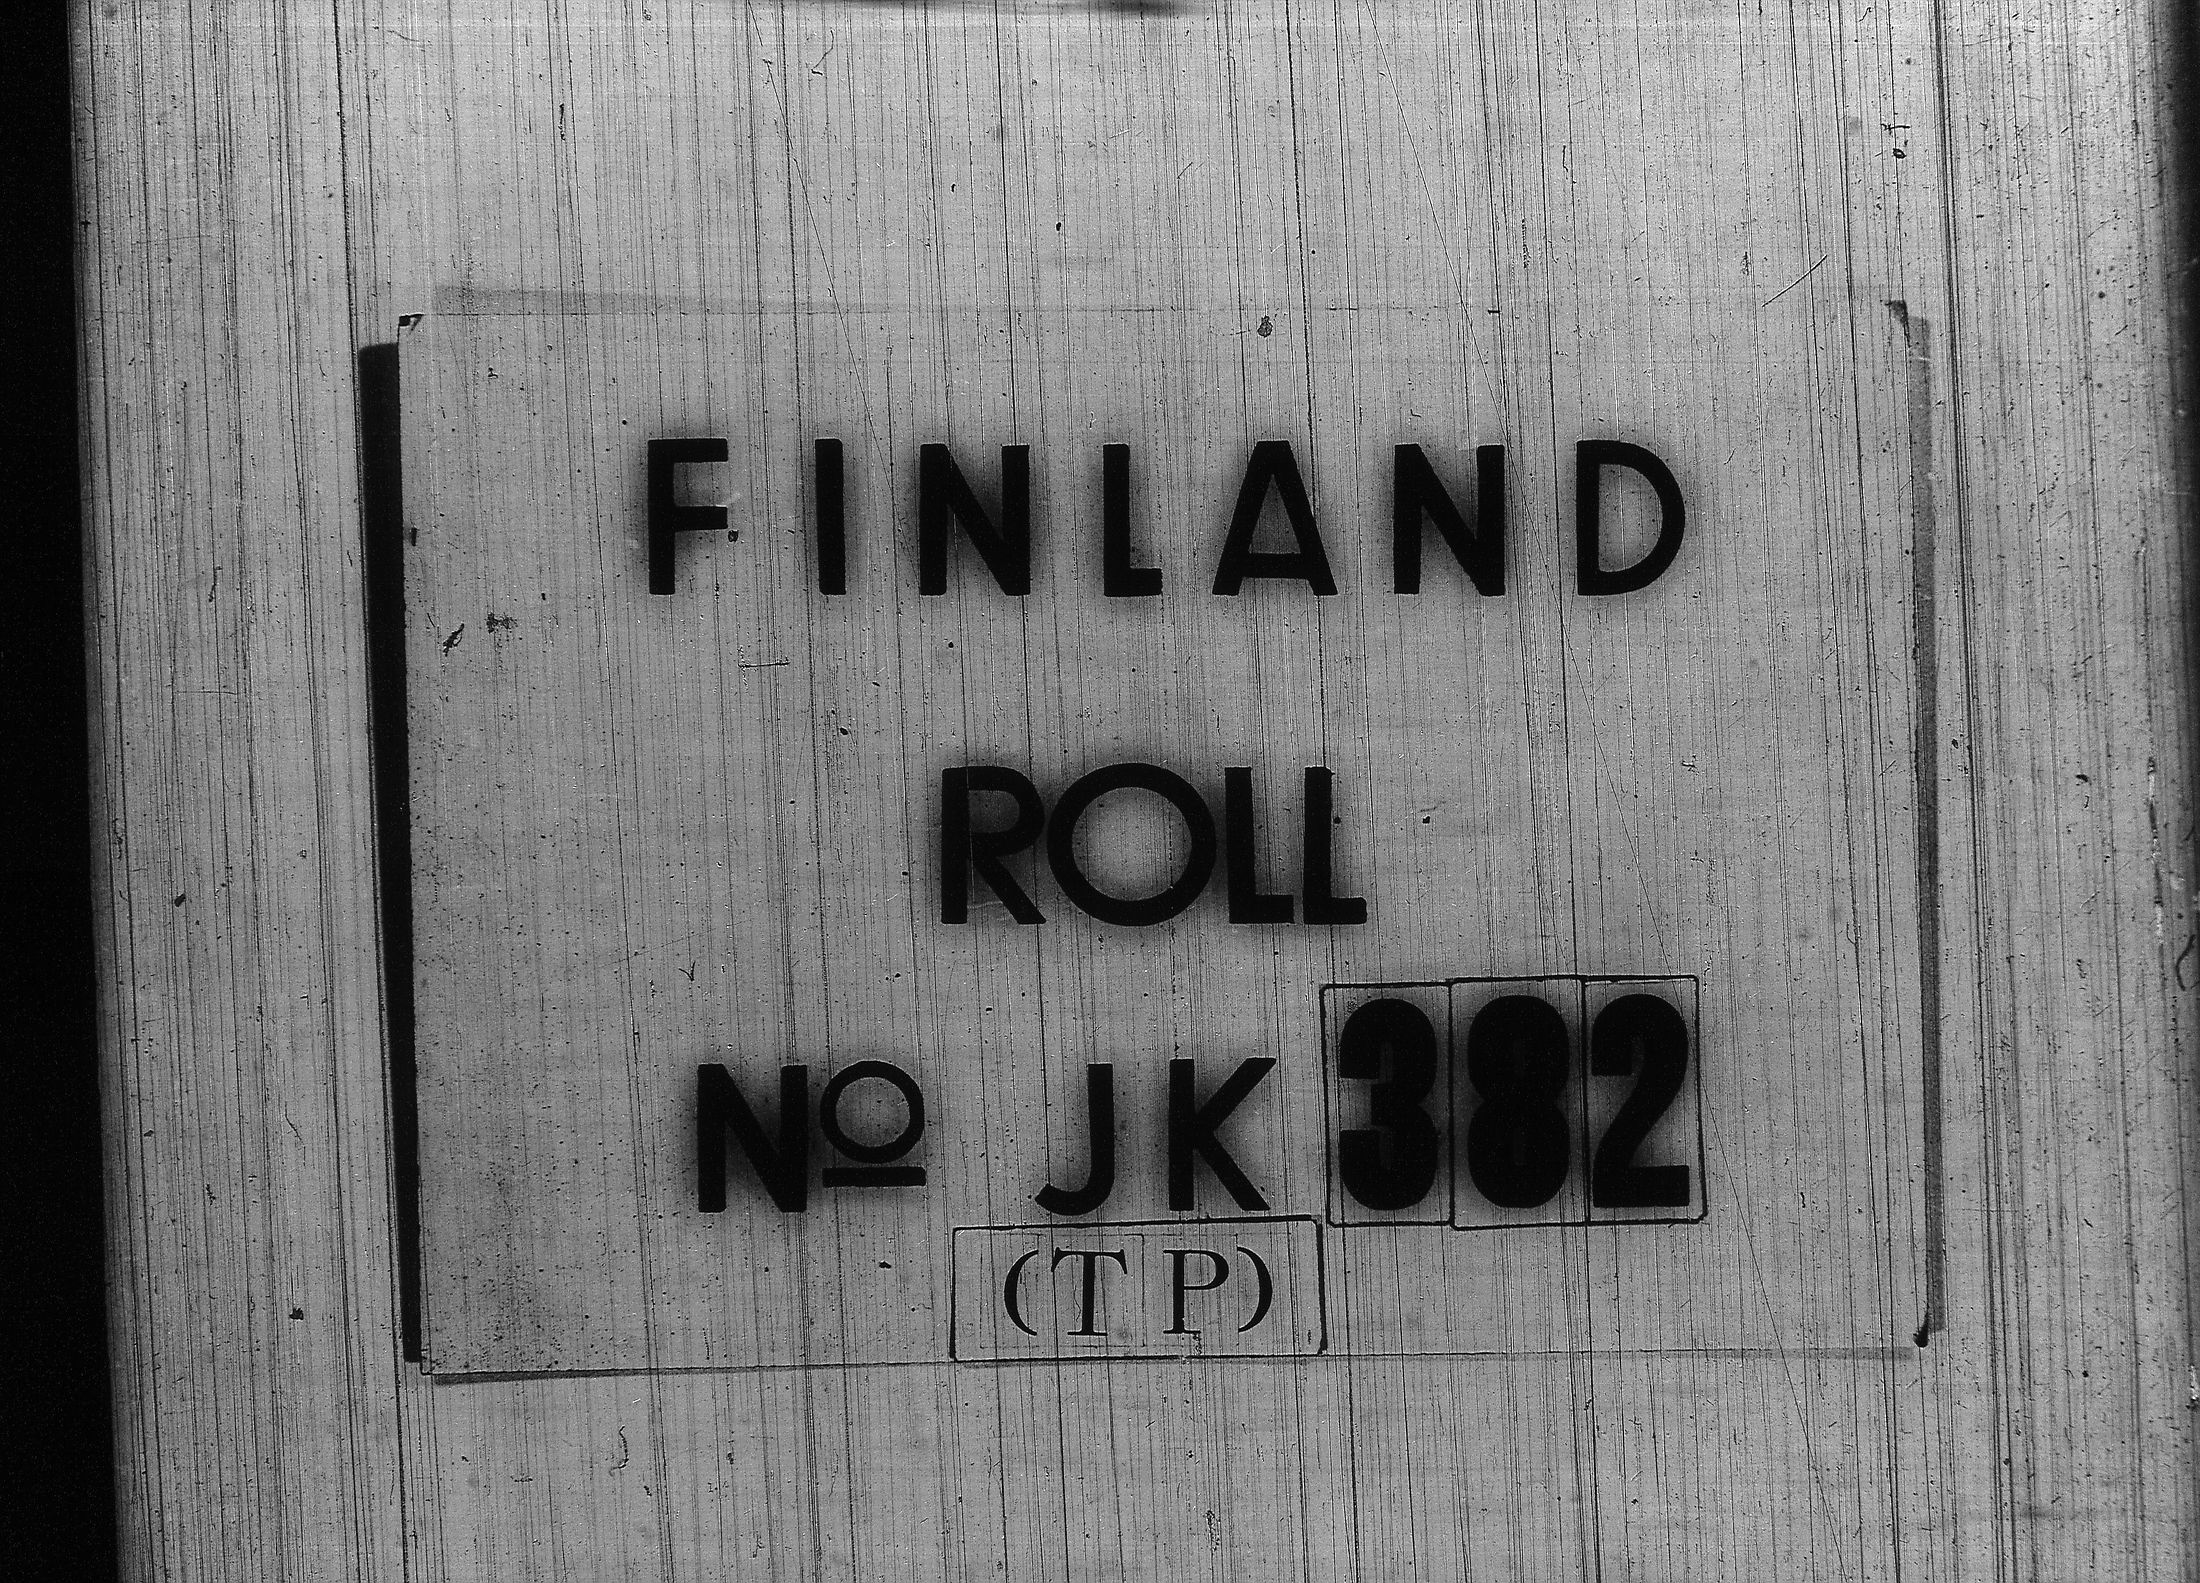 FINLAND
ROLL
Nº JK 382
(TP)